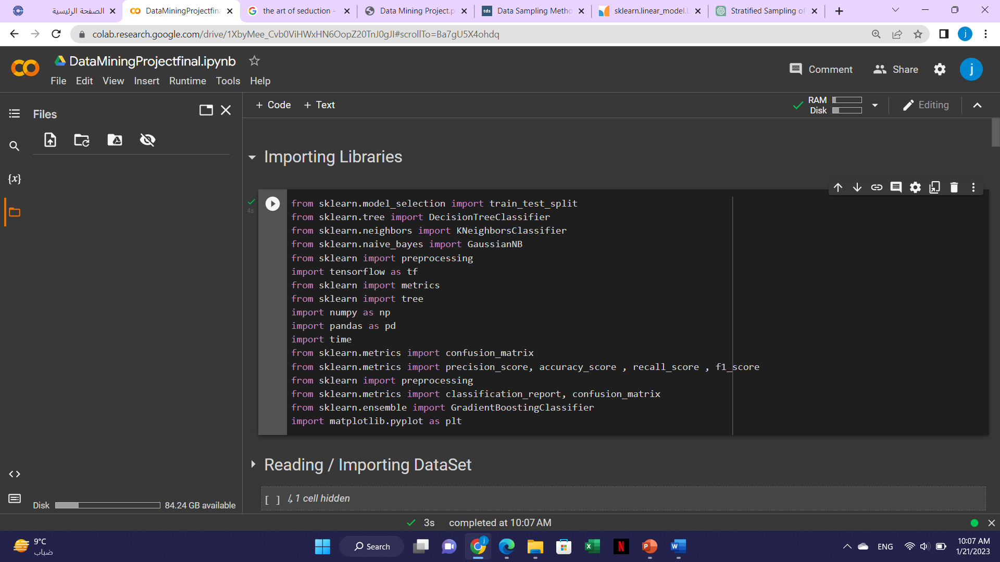 الصفحة الرئيسية
DataMiningProjectfina
the art of seduction -
Data Mining Project.p
tds
Data Sampling Metho
sklearn.linear_model.L
Stratified Sampling of
colab.research.google.com/drive/1XbyMee_Cvb0ViHWxHN6OopZ20TnJ0gJI#scrollTo=Ba7gU5X4ohdq
j
DataMiningProjectfinal.ipynb
Comment
Share
j
File Edit View Insert Runtime Tools Help
Files
+ Code + Text
RAM
Disk
Editing
Importing Libraries
{x}
4s
from sklearn.model_selection import train_test_split
from sklearn.tree import DecisionTreeClassifier
from sklearn.neighbors import KNeighborsClassifier
from sklearn.naive_bayes import GaussianNB
from sklearn import preprocessing
import tensorflow as tf
from sklearn import metrics
from sklearn import tree
import numpy as np
import pandas as pd
import time
from sklearn.metrics import confusion_matrix
from sklearn.metrics import precision_score, accuracy_score , recall_score , f1_score
from sklearn import preprocessing
from sklearn.metrics import classification_report, confusion_matrix
from sklearn.ensemble import GradientBoostingClassifier
import matplotlib.pyplot as plt
Reading / Importing DataSet
[ ] ↳ 1 cell hidden
Disk 84.24 GB available
3s completed at 10:07 AM
9°C
ضباب
Search
j
ENG
10:07 AM
1/21/2023